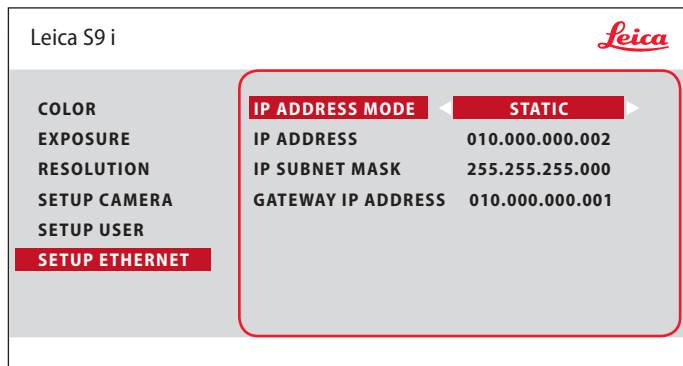 Leica S9 i
Leica
COLOR
EXPOSURE
RESOLUTION
SETUP CAMERA
SETUP USER
SETUP ETHERNET
IP ADDRESS MODE STATIC
IP ADDRESS 010.000.000.002
IP SUBNET MASK 255.255.255.000
GATEWAY IP ADDRESS 010.000.000.001